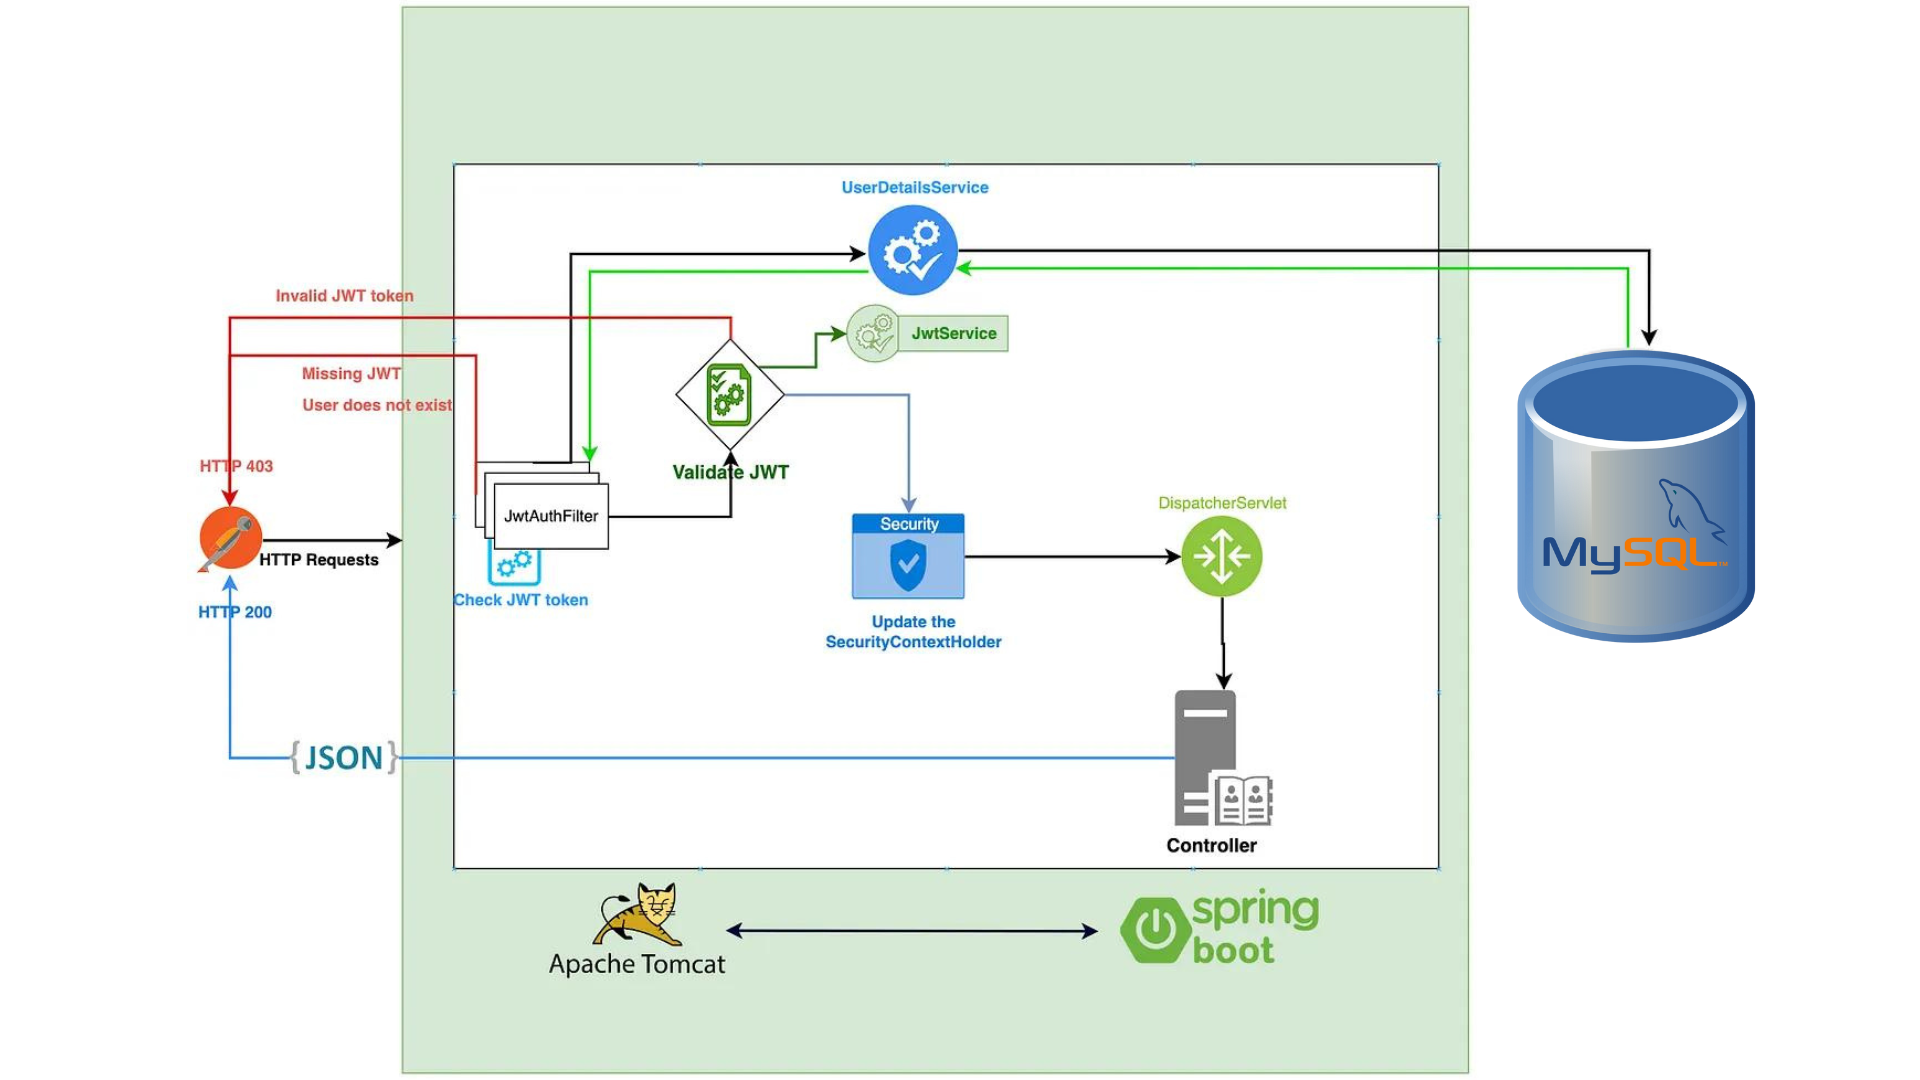 UserDetailsService
Invalid JWT token
JwtService
Missing JWT
User does not exist
HTTP 403
Validate JWT
JwtAuthFilter
Security
DispatcherServlet
HTTP Requests
Check JWT token
HTTP 200
Update the
SecurityContextHolder
MySQL
{JSON}
Controller
spring
boot
Apache Tomcat